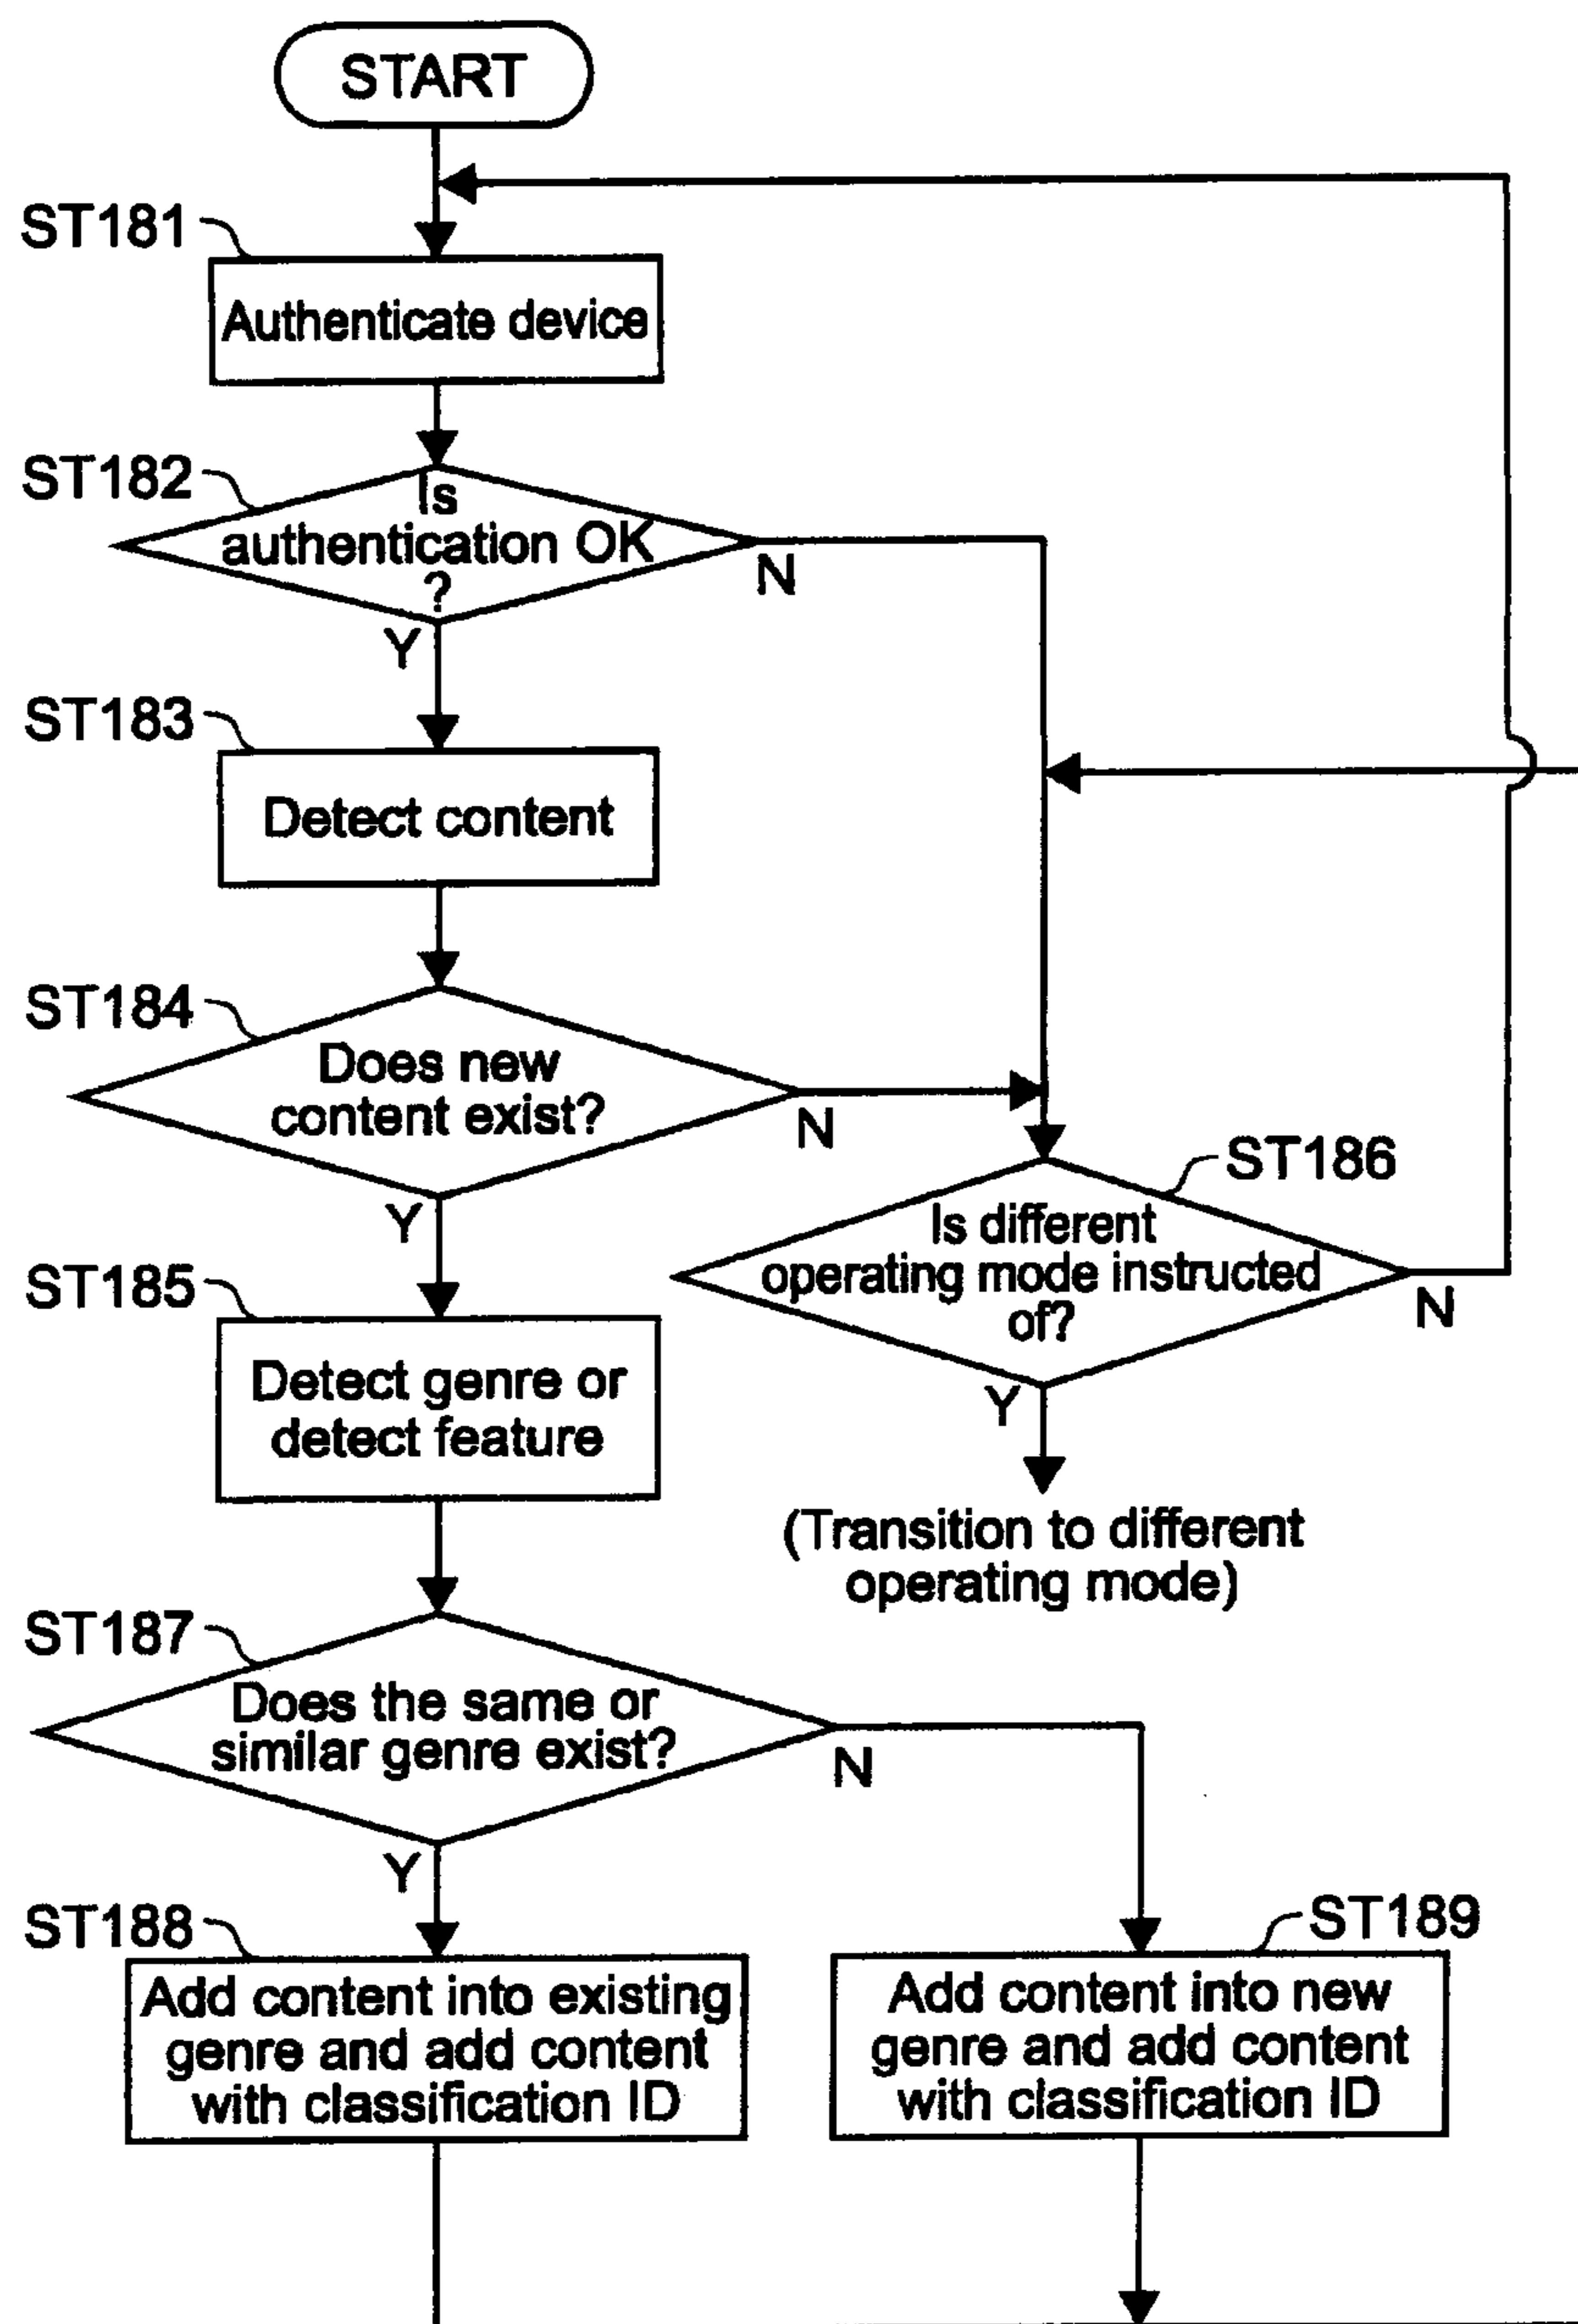 START
ST181
Authenticate device
ST182
Is
authentication OK
?
N
Y
ST183
Detect content
ST184
Does new
content exist?
N
Y
ST186
Is different
operating mode instructed
of?
N
Y
(Transition to different
operating mode)
ST185
Detect genre or
detect feature
ST187
Does the same or
similar genre exist?
N
Y
ST188
Add content into existing
genre and add content
with classification ID
ST189
Add content into new
genre and add content
with classification ID